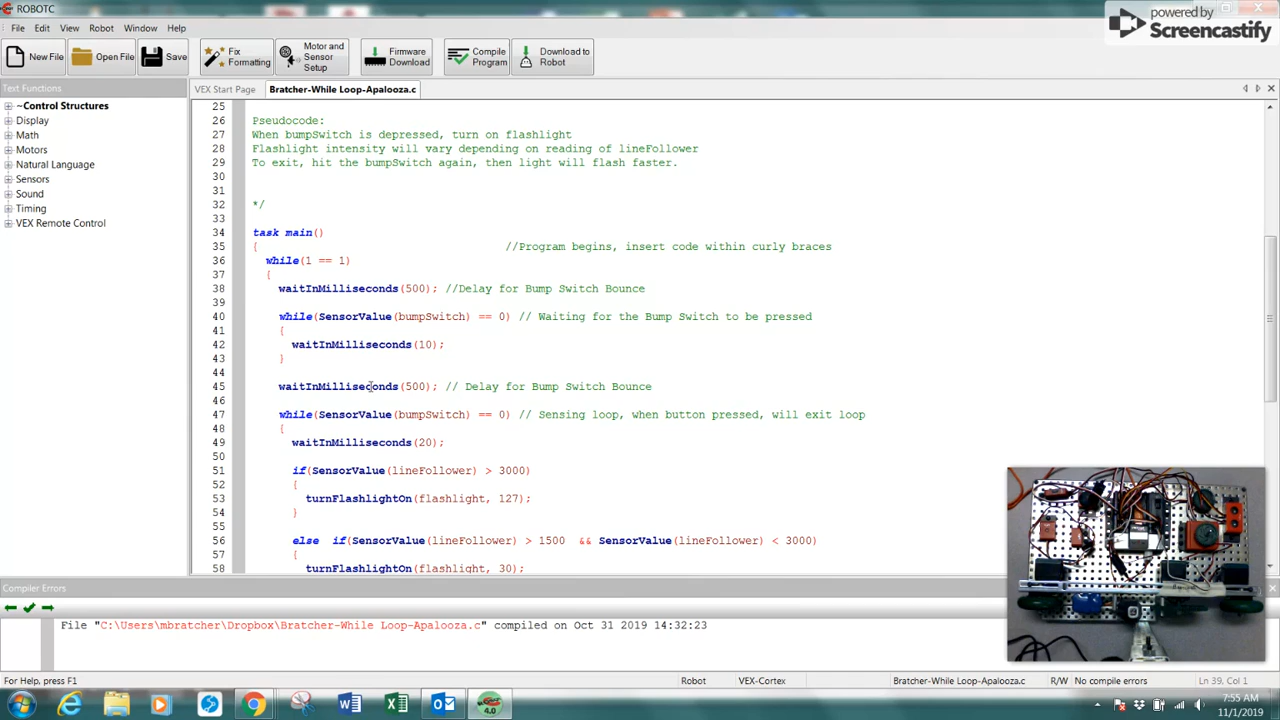 ROBOTC
powered by
Screencastify
File Edit View Robot Window Help
New File Open File Save Fix Formatting Motor and Sensor Setup Firmware Download Compile Program Download to Robot
Text Functions
VEX Start Page Bratcher-While Loop-Apalooza.c
~Control Structures
Display
Math
Motors
Natural Language
Sensors
Sound
Timing
VEX Remote Control
25
26 Pseudocode:
27 When bumpSwitch is depressed, turn on flashlight
28 Flashlight intensity will vary depending on reading of lineFollower
29 To exit, hit the bumpSwitch again, then light will flash faster.
30
31
32 */
33
34 task main()
35 { //Program begins, insert code within curly braces
36 while(1 == 1)
37 {
38 waitInMilliseconds(500); //Delay for Bump Switch Bounce
39
40 while(SensorValue(bumpSwitch) == 0) // Waiting for the Bump Switch to be pressed
41 {
42 waitInMilliseconds(10);
43 }
44
45 waitInMilliseconds(500); // Delay for Bump Switch Bounce
46
47 while(SensorValue(bumpSwitch) == 0) // Sensing loop, when button pressed, will exit loop
48 {
49 waitInMilliseconds(20);
50
51 if(SensorValue(lineFollower) > 3000)
52 {
53 turnFlashlightOn(flashlight, 127);
54 }
55
56 else if(SensorValue(lineFollower) > 1500 && SensorValue(lineFollower) < 3000)
57 {
58 turnFlashlightOn(flashlight, 30);
Compiler Errors
File "C:\Users\mbratcher\Dropbox\Bratcher-While Loop-Apalooza.c" compiled on Oct 31 2019 14:32:23
For Help, press F1 Robot VEX-Cortex Bratcher-While Loop-Apalooza.c R/W No compile errors Ln 39, Col 1
4.0
7:55 AM
11/1/2019